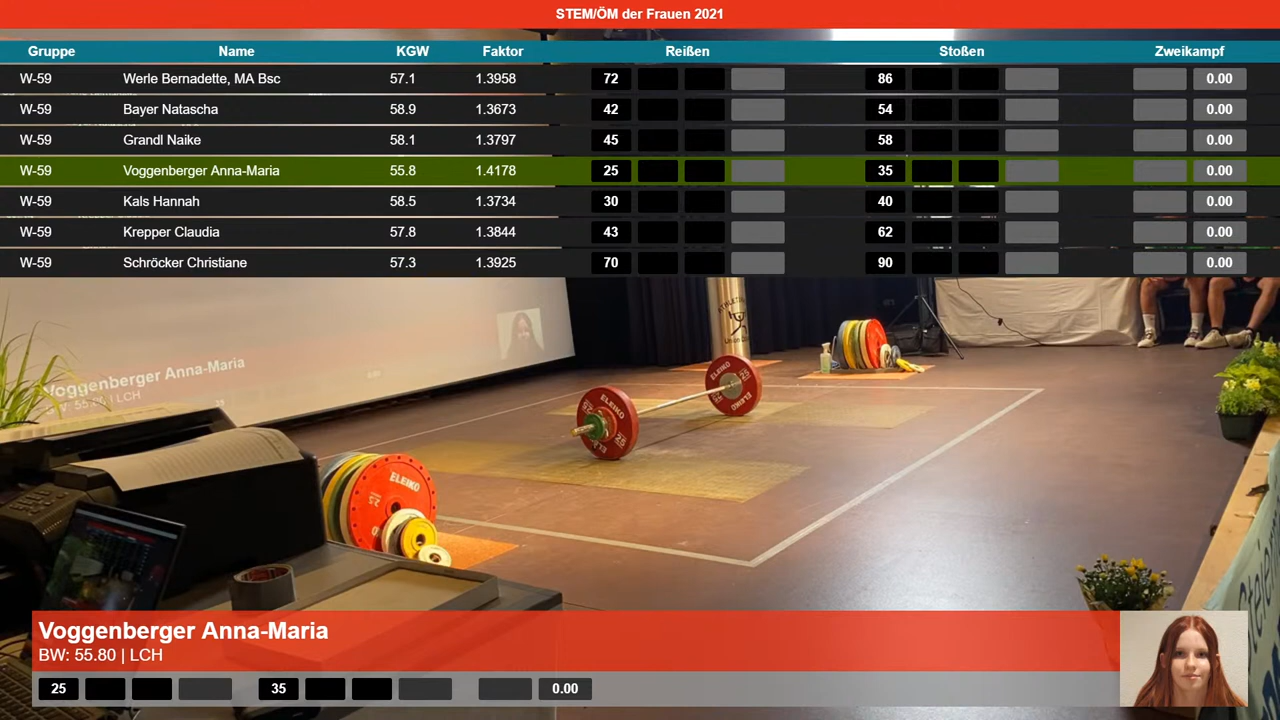 STEM/ÖM der Frauen 2021
Gruppe Name KGW Faktor Reißen Stoßen Zweikampf
W-59 Werle Bernadette, MA Bsc 57.1 1.3958 72 86 0.00
W-59 Bayer Natascha 58.9 1.3673 42 54 0.00
W-59 Grandl Naike 58.1 1.3797 45 58 0.00
W-59 Voggenberger Anna-Maria 55.8 1.4178 25 35 0.00
W-59 Kals Hannah 58.5 1.3734 30 40 0.00
W-59 Krepper Claudia 57.8 1.3844 43 62 0.00
W-59 Schröcker Christiane 57.3 1.3925 70 90 0.00
Voggenberger Anna-Maria
BW: 55.80 | LCH
ELEIKO
ELEIKO
ELEIKO
25
Voggenberger Anna-Maria
BW: 55.80 | LCH
25 35 0.00